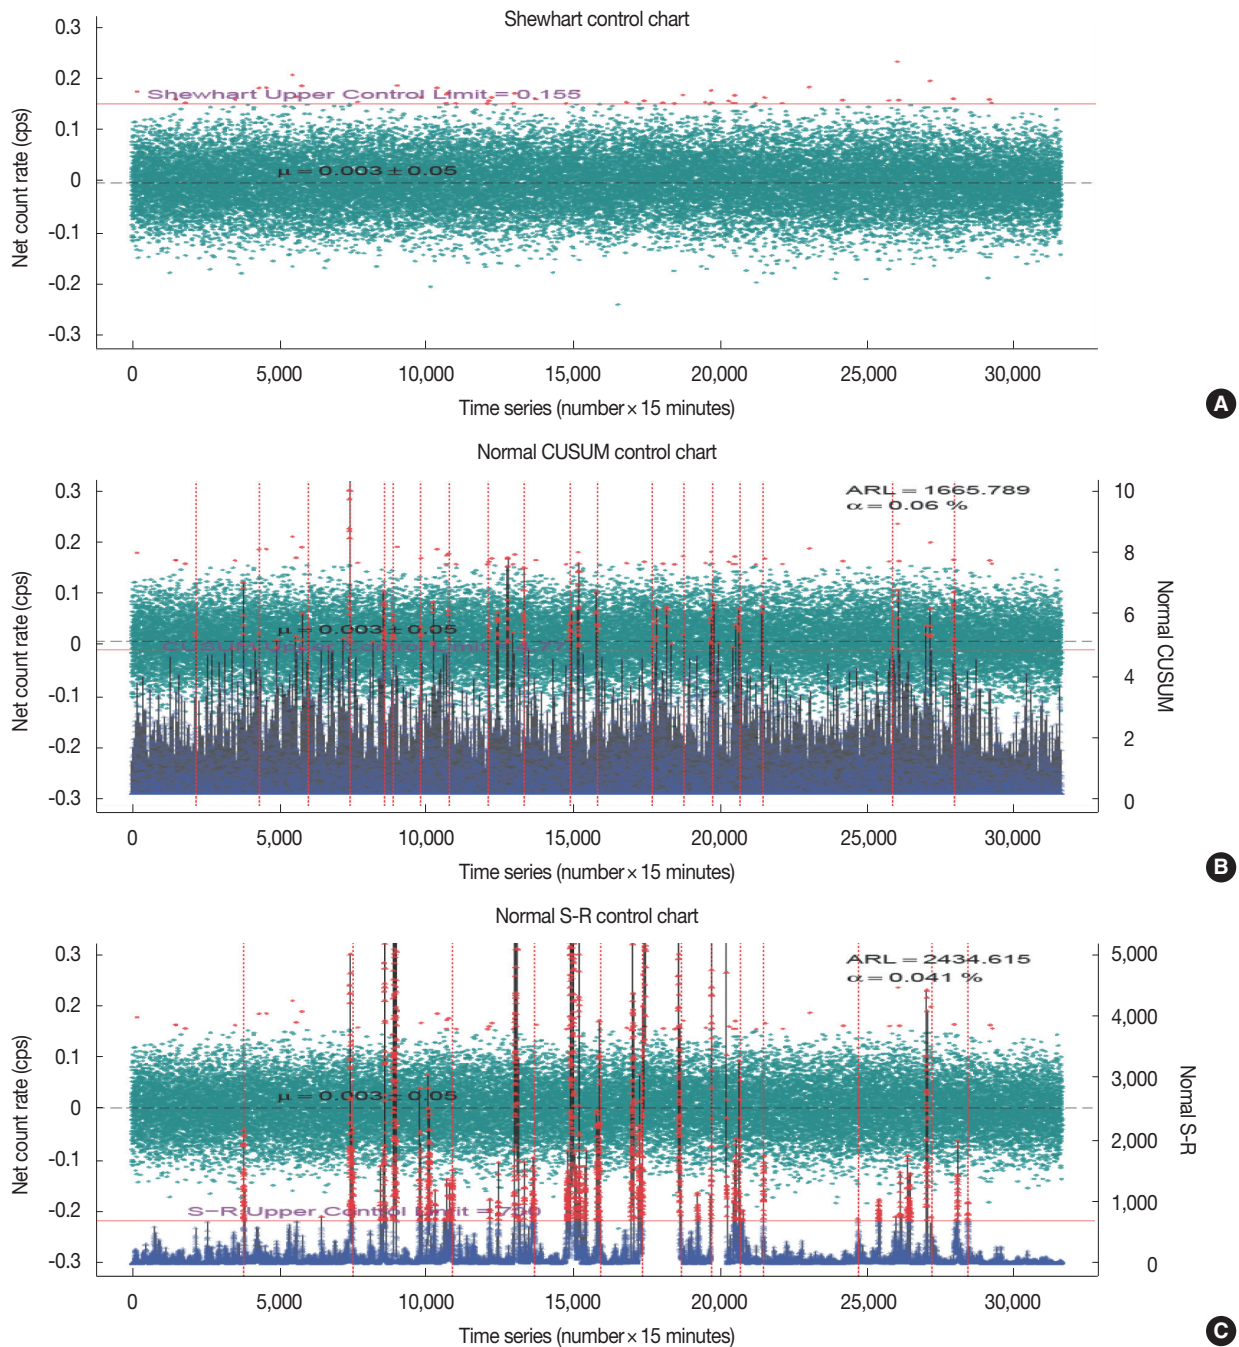 Shewhart control chart
0.3
0.2
0.1
0
-0.1
-0.2
-0.3
Net count rate (cps)
Shewhart Upper Control Limit = 0.155
μ = 0.003 ± 0.05
0 5,000 10,000 15,000 20,000 25,000 30,000
Time series (number × 15 minutes)
A
Normal CUSUM control chart
0.3
0.2
0.1
0
-0.1
-0.2
-0.3
Net count rate (cps)
ARL = 1665.789
α = 0.06 %
μ = 0.003 ± 0.05
CUSUM Upper Control Limit = 4.77
10
8
6
4
2
0
Normal CUSUM
0 5,000 10,000 15,000 20,000 25,000 30,000
Time series (number × 15 minutes)
B
Normal S-R control chart
0.3
0.2
0.1
0
-0.1
-0.2
-0.3
Net count rate (cps)
ARL = 2434.615
α = 0.041 %
μ = 0.003 ± 0.05
S-R Upper Control Limit =
5,000
4,000
3,000
2,000
1,000
0
Normal S-R
0 5,000 10,000 15,000 20,000 25,000 30,000
Time series (number × 15 minutes)
C